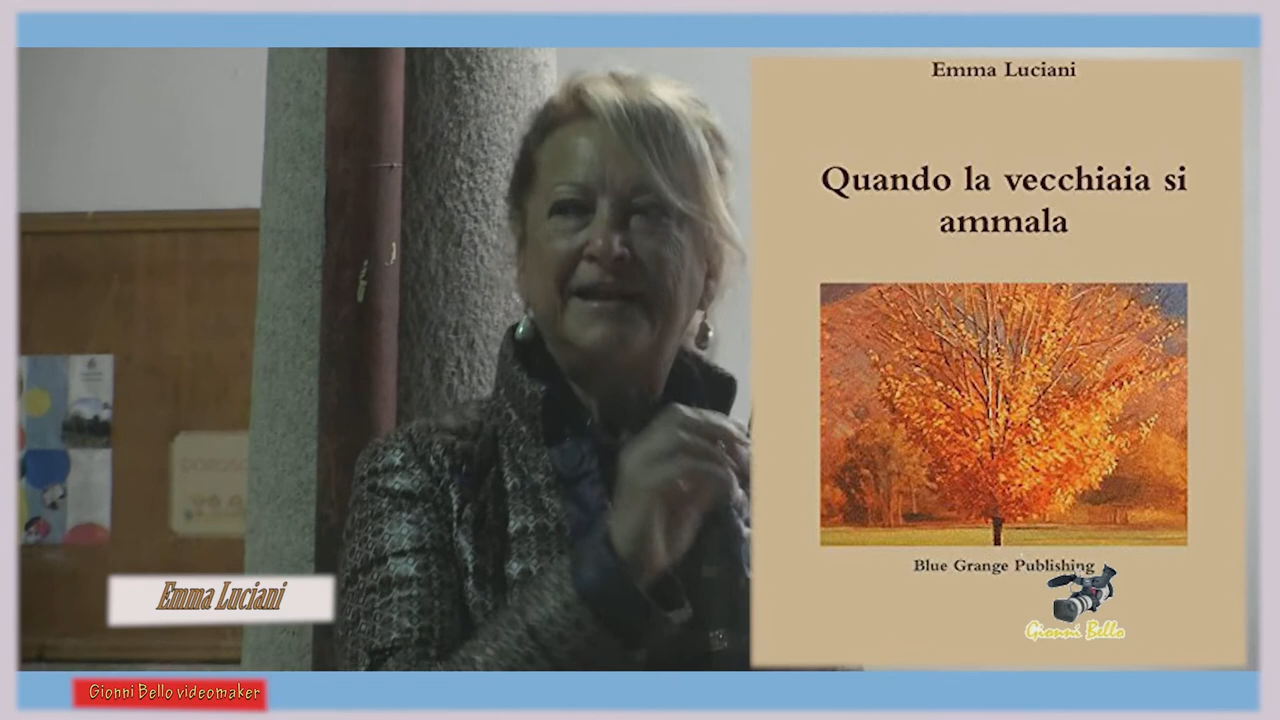 Emma Luciani
Quando la vecchiaia si
ammala
Blue Grange Publishing
Gionni Bello
Emma Luciani
Gionni Bello videomaker